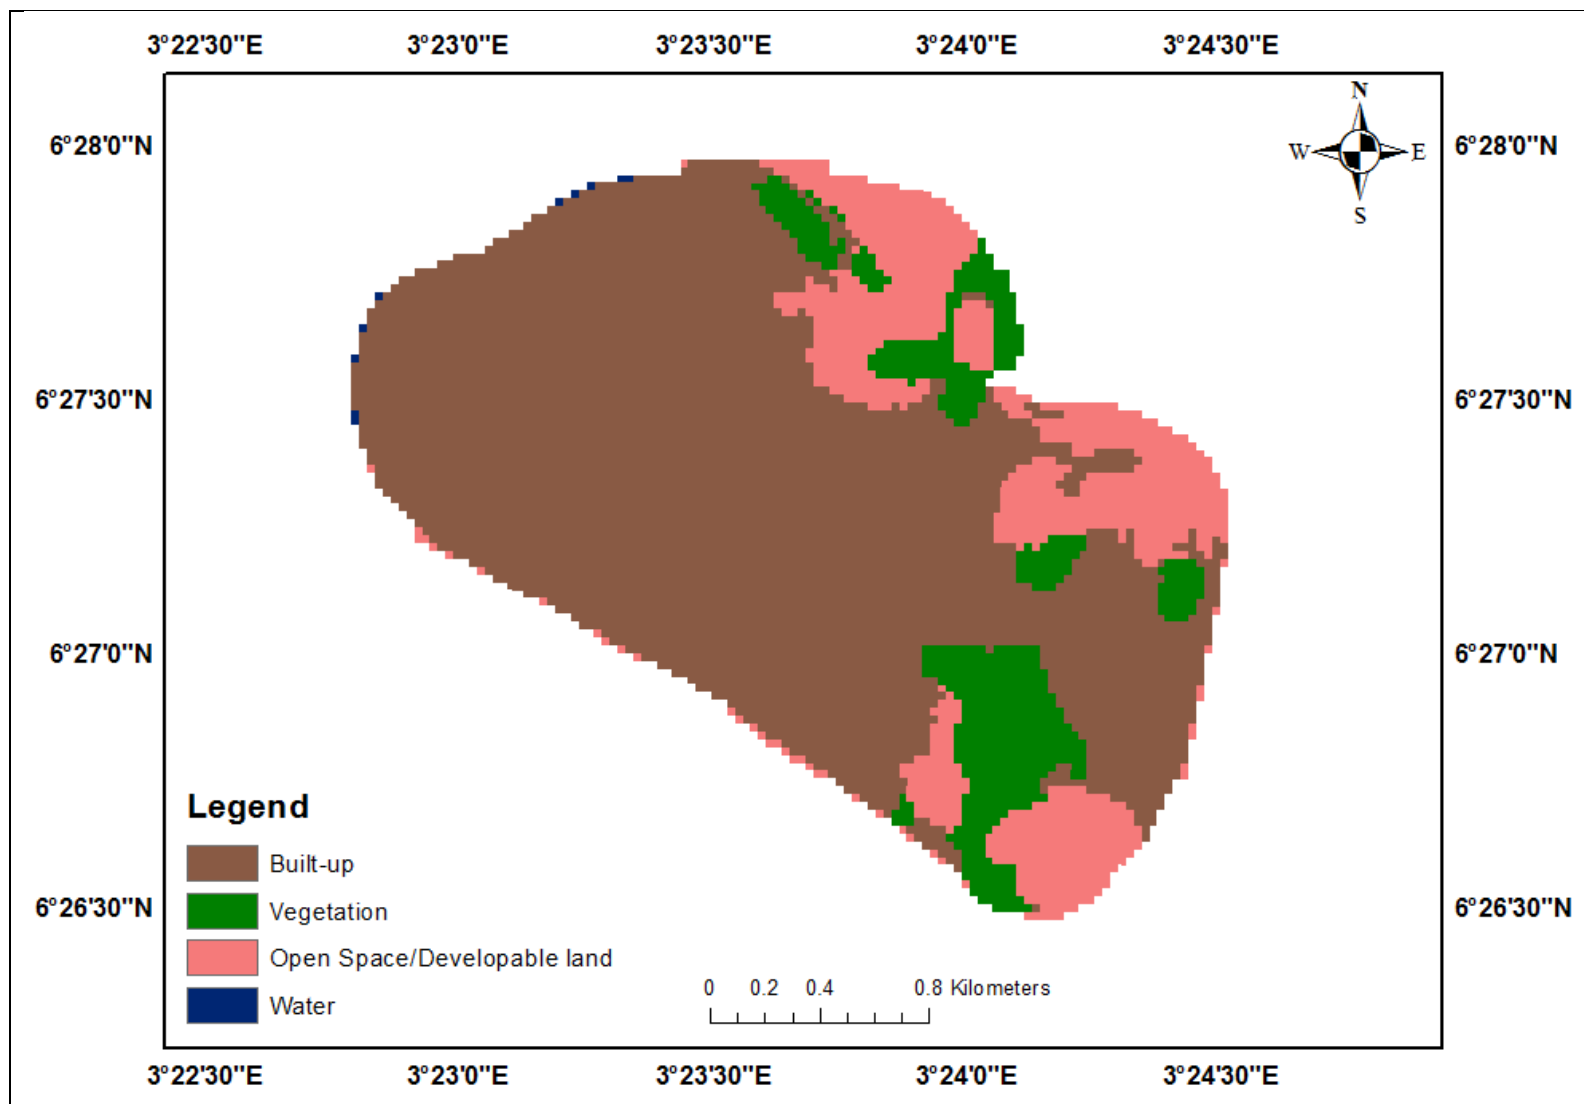 3°22'30"E 3°23'0"E 3°23'30"E 3°24'0"E 3°24'30"E
N
W E
S
6°28'0"N 6°28'0"N
6°27'30"N 6°27'30"N
6°27'0"N 6°27'0"N
6°26'30"N 6°26'30"N
Legend
Built-up
Vegetation
Open Space/Developable land
Water
0 0.2 0.4 0.8 Kilometers
3°22'30"E 3°23'0"E 3°23'30"E 3°24'0"E 3°24'30"E